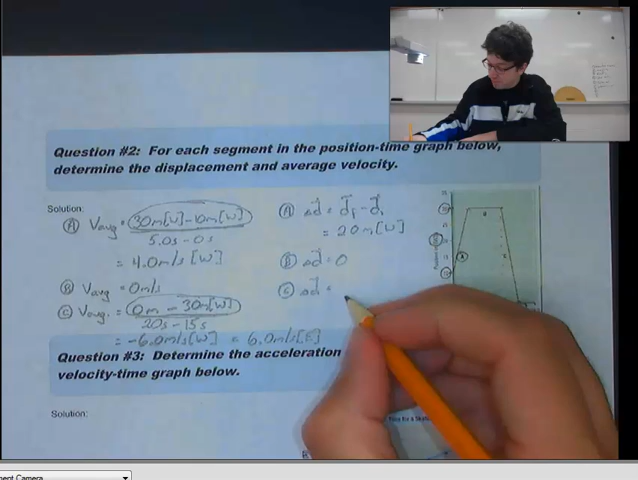 Question #2: For each segment in the position-time graph below,
determine the displacement and average velocity.
Solution:
Ⓐ Vavg = 30m[W]-10m[W]
5.0s-0s
= 4.0m/s [W]
Ⓑ Vavg = 0m/s
Ⓒ Vavg. = 0m - 30m[W]
20s-15s
= -6.0m/s[W] = 6.0m/s[E]
Ⓐ Δd = df - di
= 20m[W]
Ⓑ Δd = 0
Ⓒ Δd =
Question #3: Determine the acceleration
velocity-time graph below.
Solution: